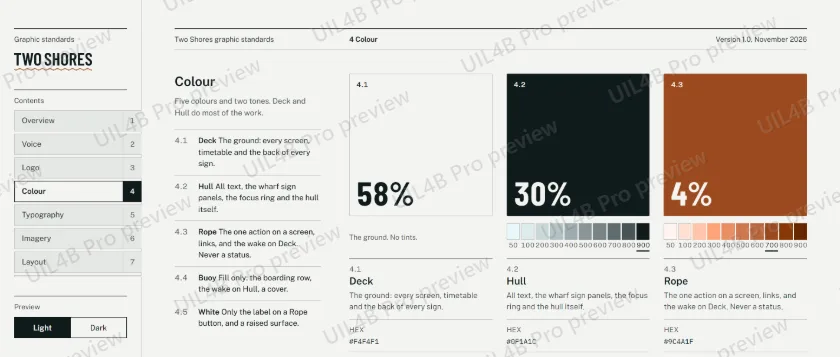 Graphic standards
TWO SHORES
Contents
Overview 1
Voice 2
Logo 3
Colour 4
Typography 5
Imagery 6
Layout 7
Preview
Light Dark
Two Shores graphic standards 4 Colour Version 1.0, November 2026
Colour
Five colours and two tones. Deck and
Hull do most of the work.
4.1 Deck The ground: every screen,
timetable and the back of every
sign.
4.2 Hull All text, the wharf sign
panels, the focus ring and the hull
itself.
4.3 Rope The one action on a screen,
links, and the wake on Deck.
Never a status.
4.4 Buoy Fill only: the boarding row,
the wake on Hull, a cover.
4.5 White Only the label on a Rope
button, and a raised surface.
4.1
58%
The ground. No tints.
4.1
Deck
The ground: every screen, timetable
and the back of every sign.
HEX
#F4F4F1
4.2
30%
50 100 200 300 400 500 600 700 800 900
4.2
Hull
All text, the wharf sign panels, the focus
ring and the hull itself.
HEX
#0F1A1C
4.3
4%
50 100 200 300 400 500 600 700 800 900
4.3
Rope
The one action on a screen, links, and
the wake on Deck. Never a status.
HEX
#9C4A1F
UIL4B Pro preview